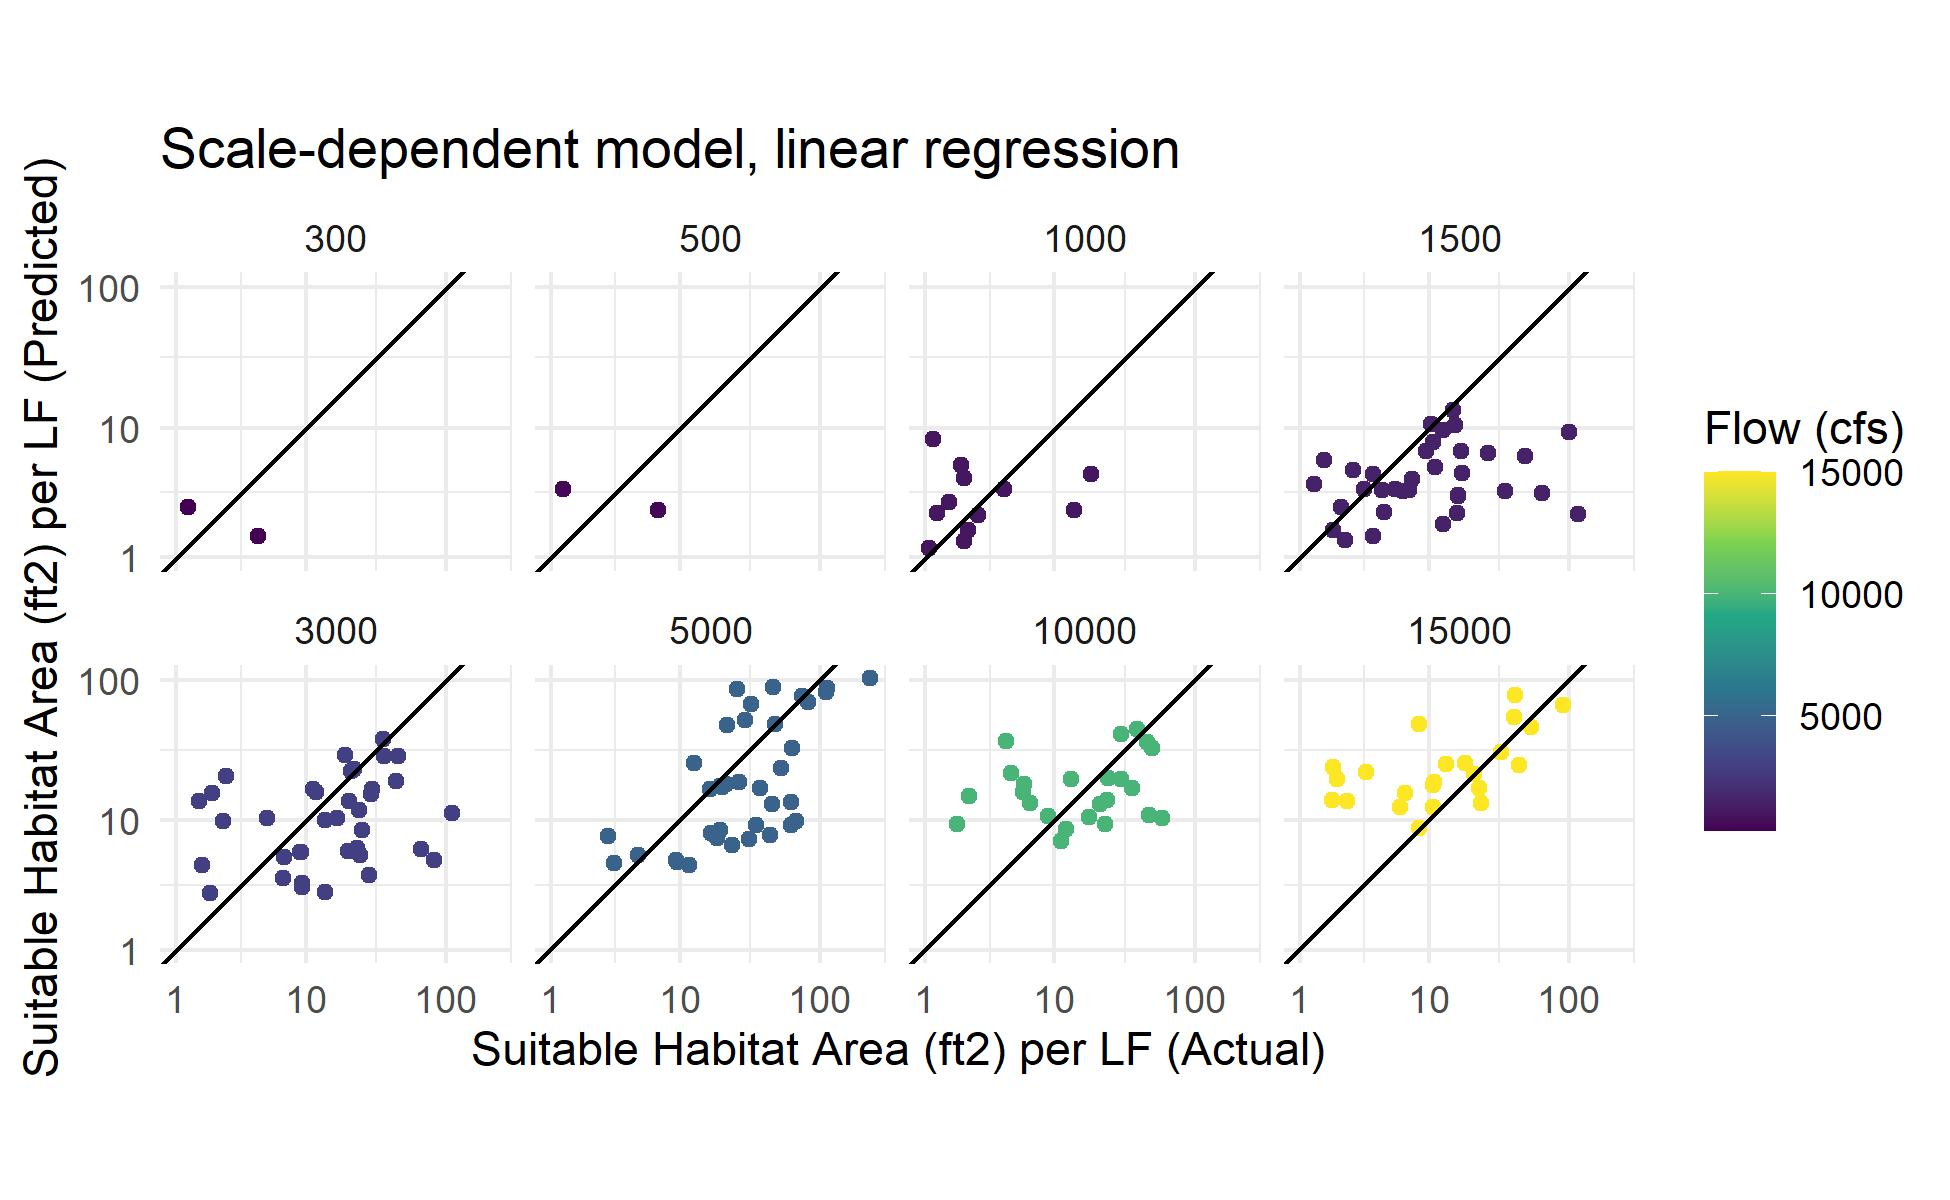 Scale-dependent model, linear regression
Suitable Habitat Area (ft2) per LF (Predicted)
300 500 1000 1500
100
10
1
3000 5000 10000 15000
100
10
1
1 10 100 1 10 100 1 10 100 1 10 100
Suitable Habitat Area (ft2) per LF (Actual)
Flow (cfs)
15000
10000
5000